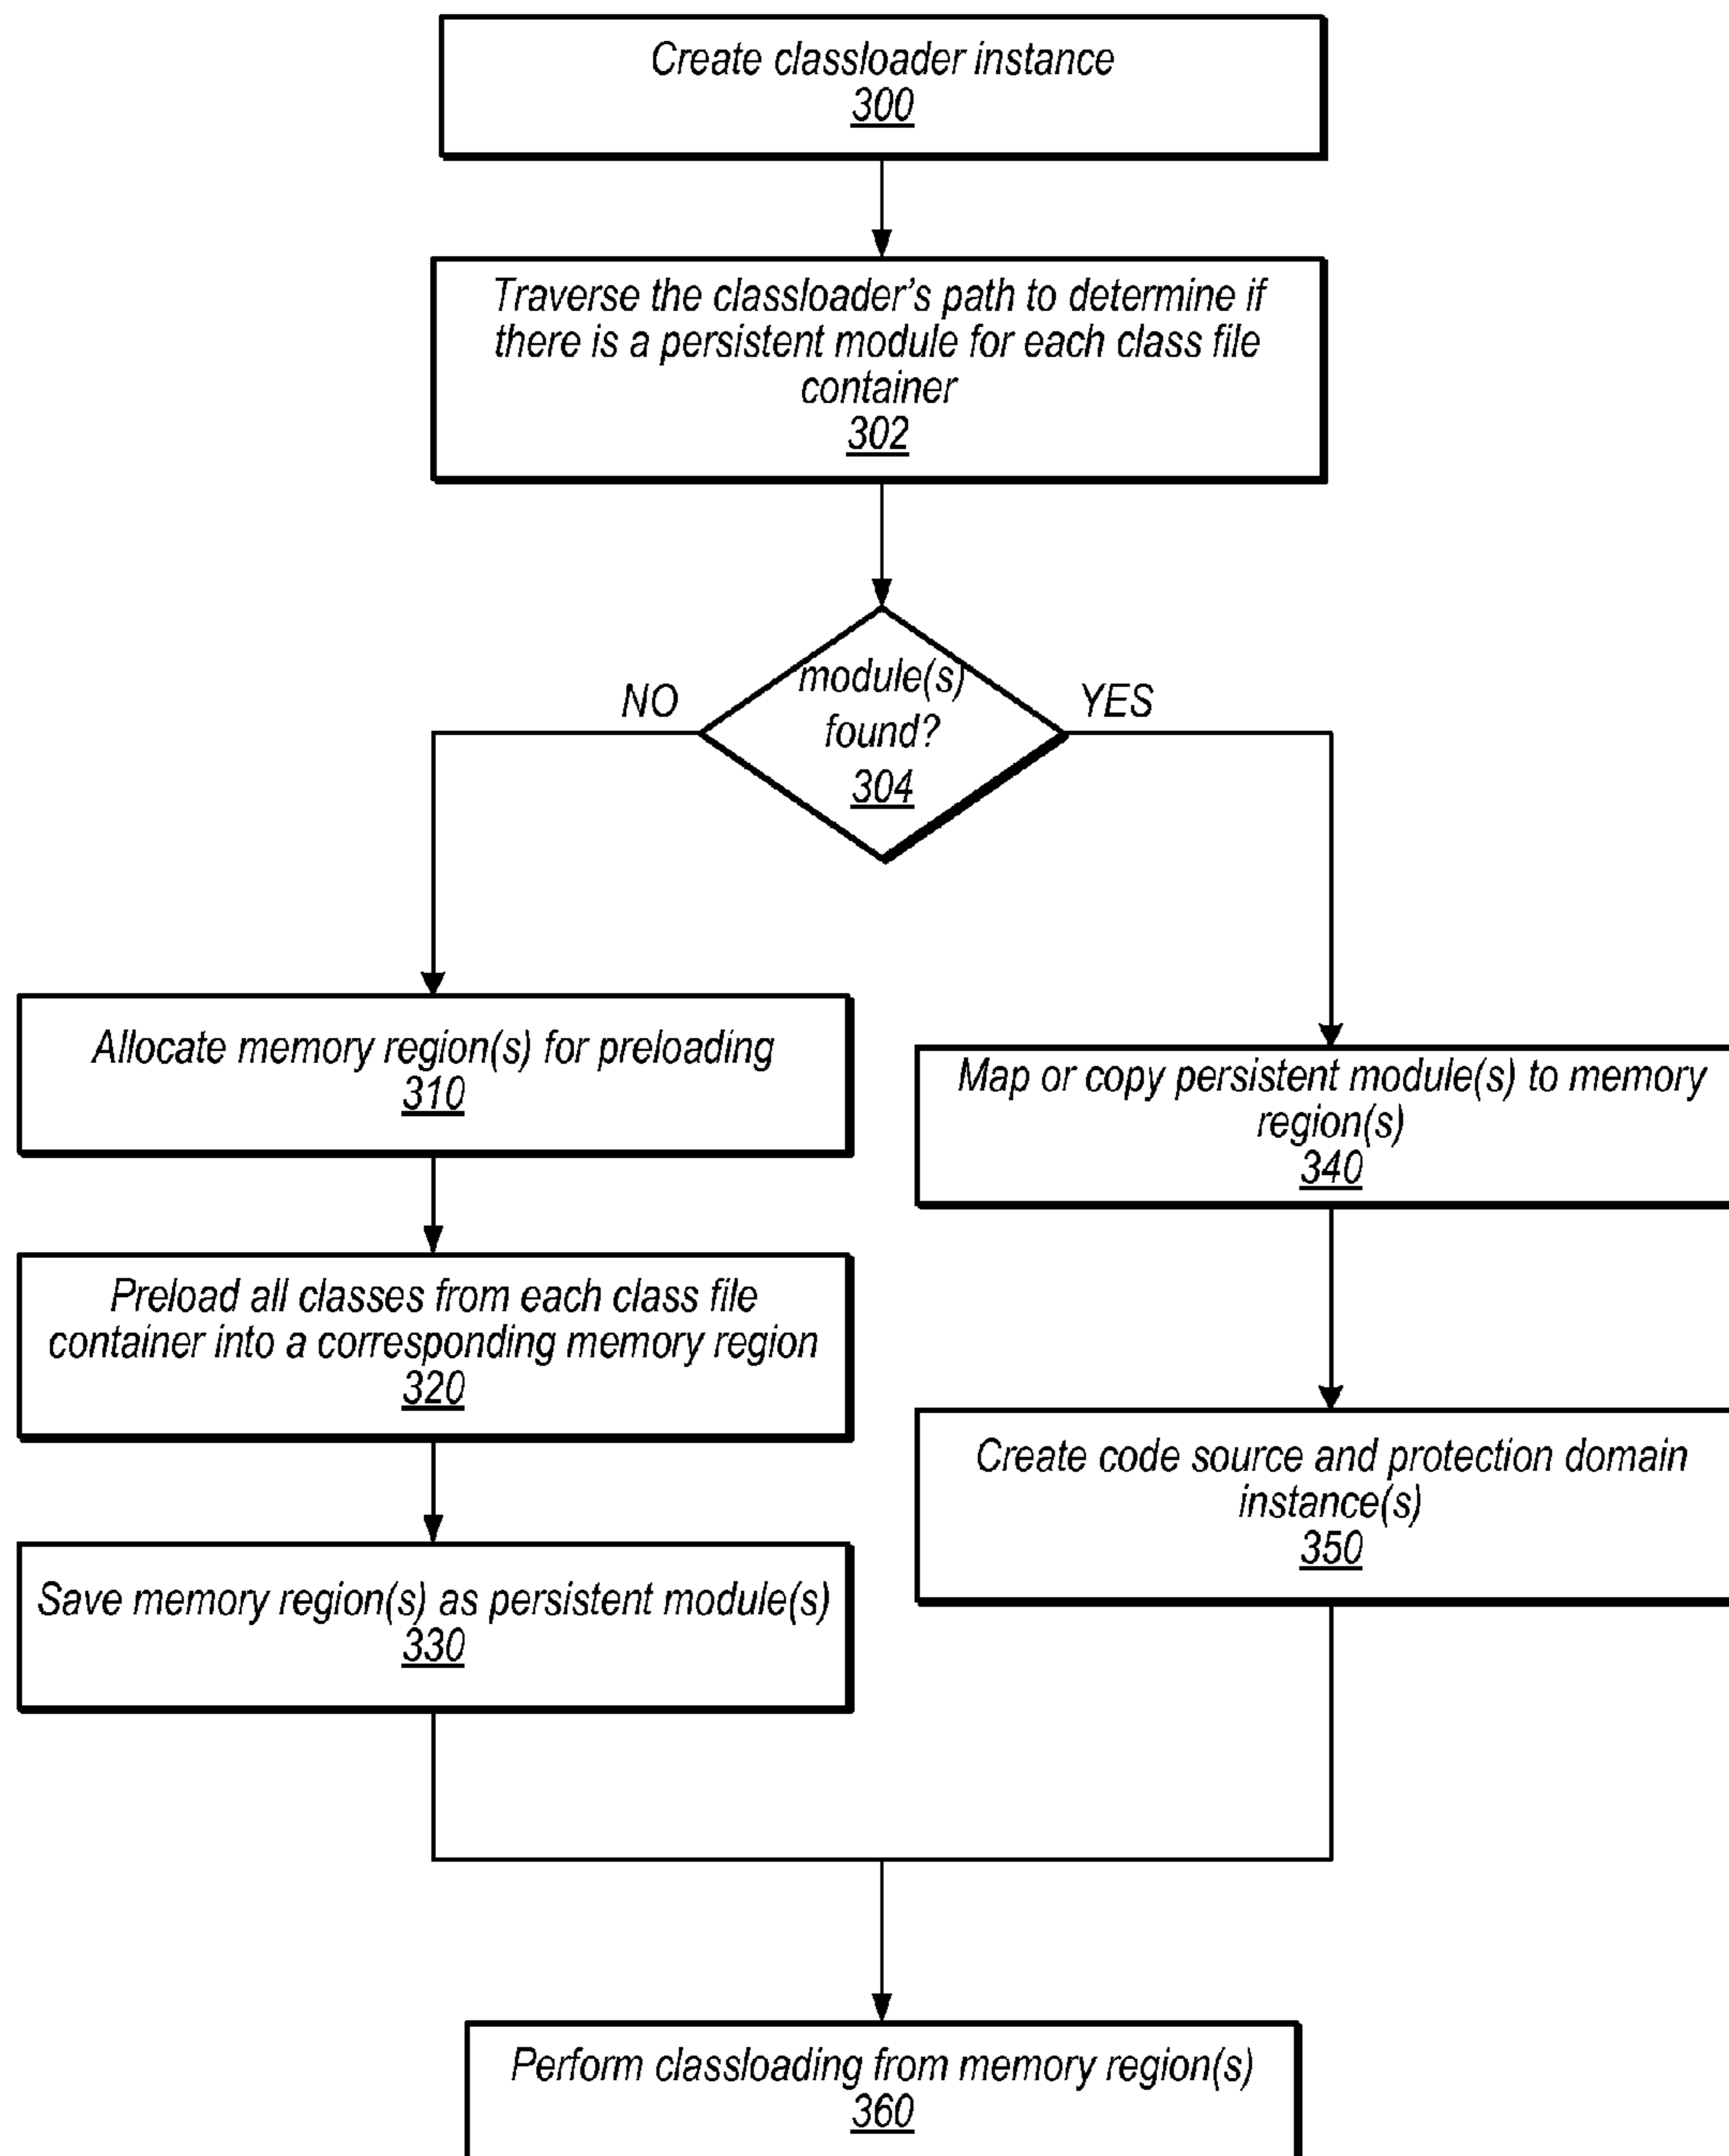 Create classloader instance
300
Traverse the classloader's path to determine if
there is a persistent module for each class file
container
302
module(s)
found?
304
NO
YES
Allocate memory region(s) for preloading
310
Preload all classes from each class file
container into a corresponding memory region
320
Save memory region(s) as persistent module(s)
330
Map or copy persistent module(s) to memory
region(s)
340
Create code source and protection domain
instance(s)
350
Perform classloading from memory region(s)
360